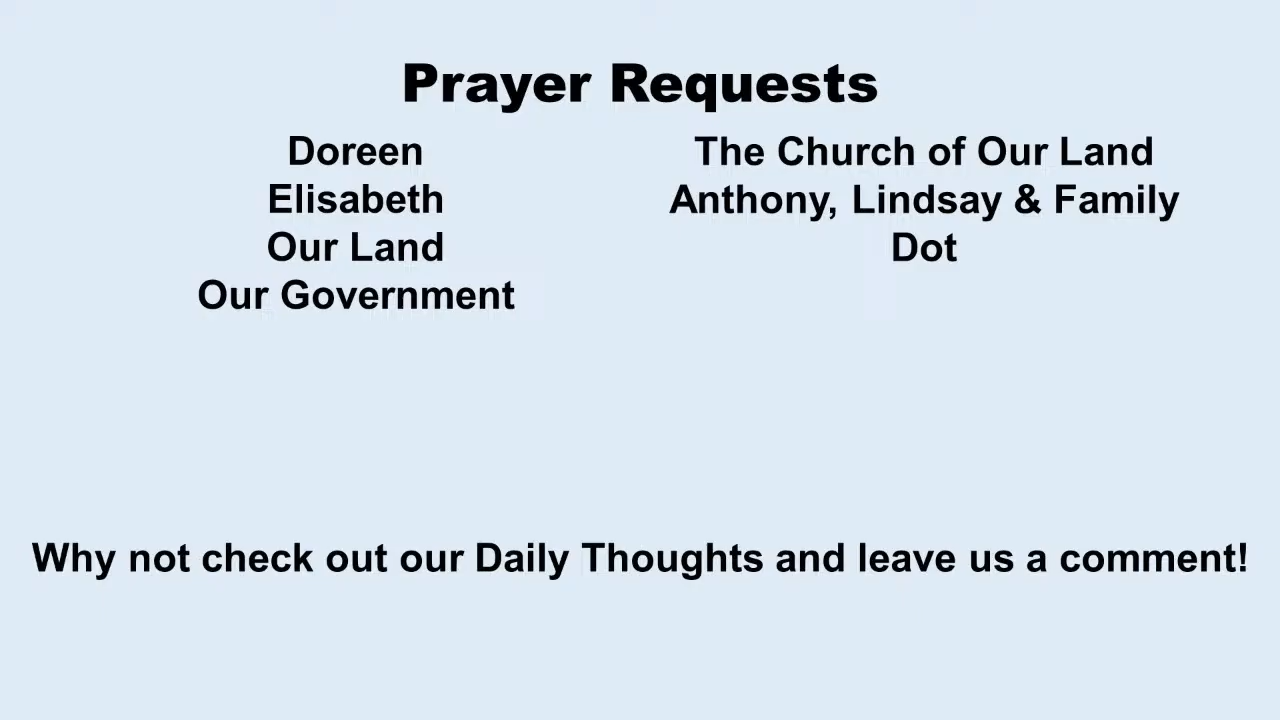 Prayer Requests
Doreen
Elisabeth
Our Land
Our Government
The Church of Our Land
Anthony, Lindsay & Family
Dot
Why not check out our Daily Thoughts and leave us a comment!